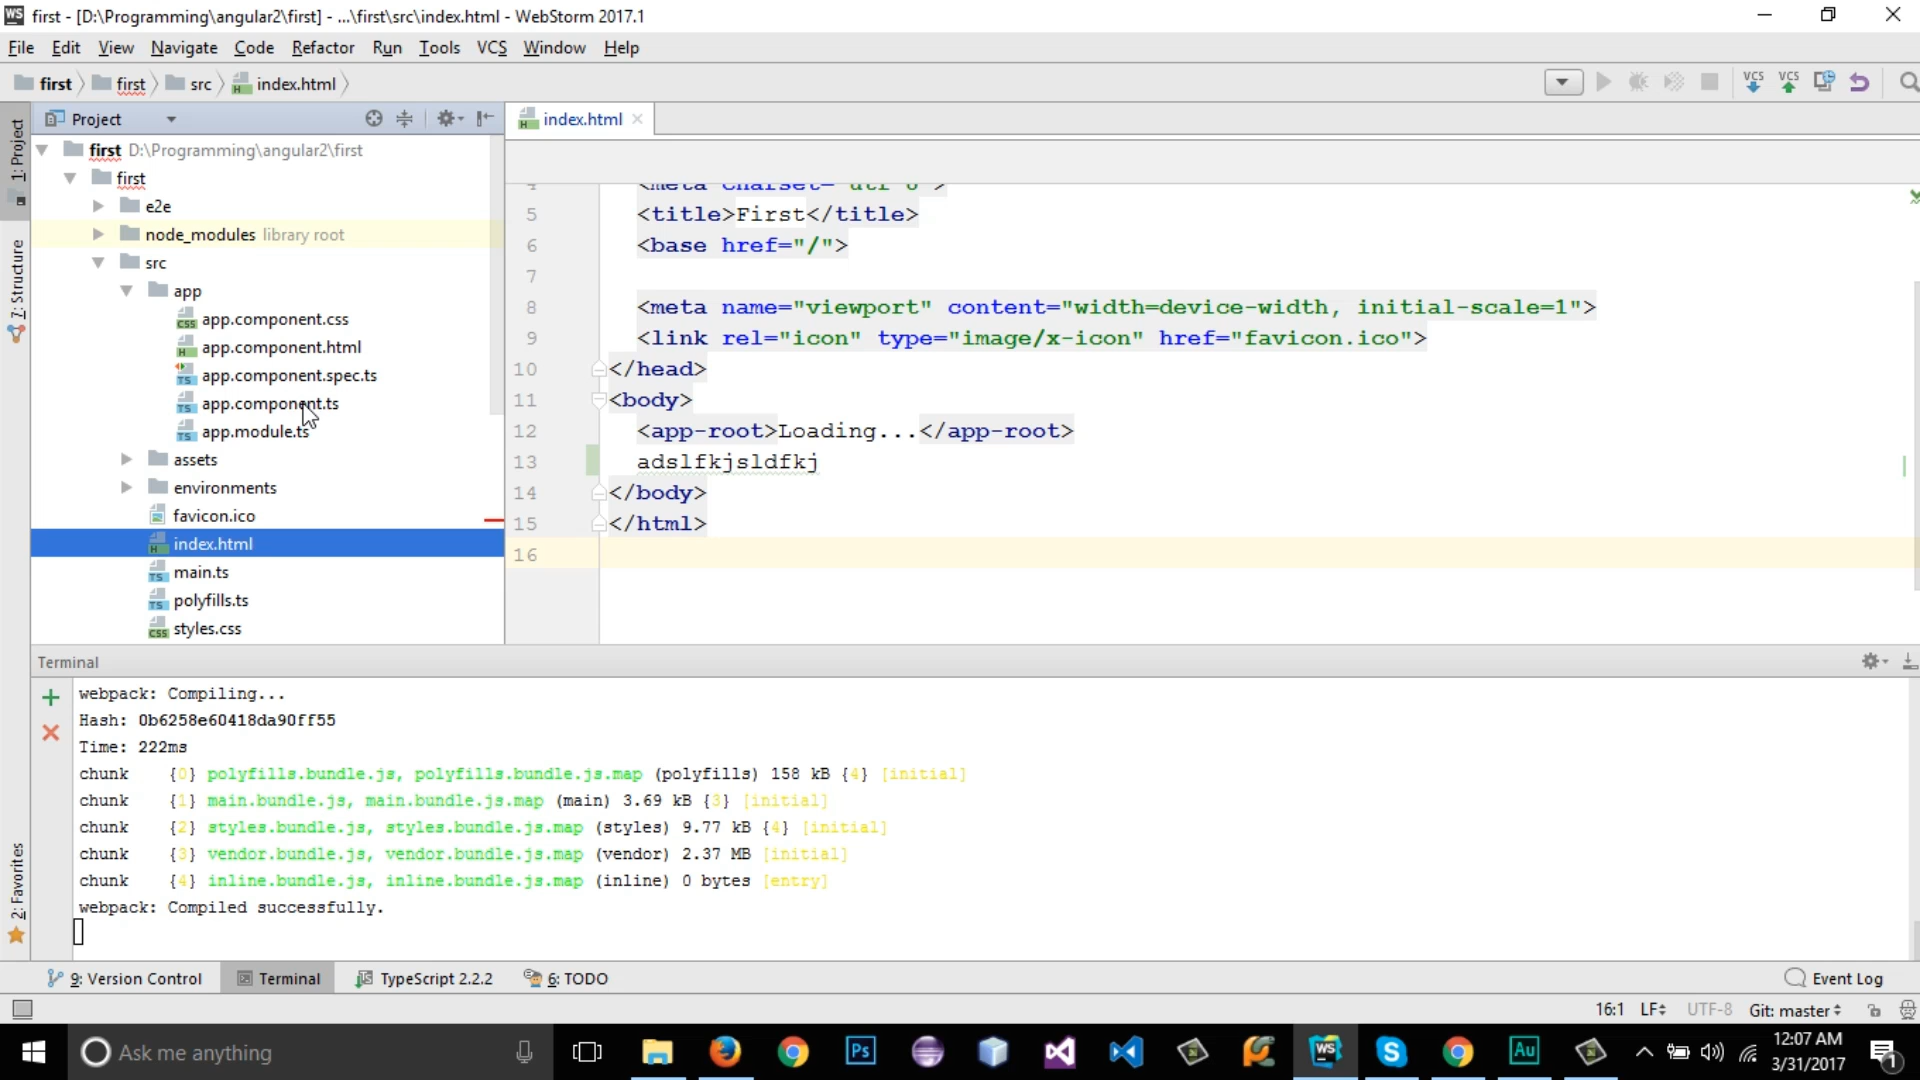 WS first - [D:\Programming\angular2\first] - ...\first\src\index.html - WebStorm 2017.1
File Edit View Navigate Code Refactor Run Tools VCS Window Help
first first src index.html
VCS VCS
1: Project
7: Structure
2: Favorites
Project
index.html
first D:\Programming\angular2\first
first
e2e
node_modules library root
src
app
app.component.css
app.component.html
app.component.spec.ts
app.component.ts
app.module.ts
assets
environments
favicon.ico
index.html
main.ts
polyfills.ts
styles.css
4 <meta charset="utf-8">
5 <title>First</title>
6 <base href="/">
7
8 <meta name="viewport" content="width=device-width, initial-scale=1">
9 <link rel="icon" type="image/x-icon" href="favicon.ico">
10 </head>
11 <body>
12 <app-root>Loading...</app-root>
13 adslfkjsldfkj
14 </body>
15 </html>
16
Terminal
webpack: Compiling...
Hash: 0b6258e60418da90ff55
Time: 222ms
chunk {0} polyfills.bundle.js, polyfills.bundle.js.map (polyfills) 158 kB {4} [initial]
chunk {1} main.bundle.js, main.bundle.js.map (main) 3.69 kB {3} [initial]
chunk {2} styles.bundle.js, styles.bundle.js.map (styles) 9.77 kB {4} [initial]
chunk {3} vendor.bundle.js, vendor.bundle.js.map (vendor) 2.37 MB [initial]
chunk {4} inline.bundle.js, inline.bundle.js.map (inline) 0 bytes [entry]
webpack: Compiled successfully.
9: Version Control Terminal TypeScript 2.2.2 6: TODO Event Log
16:1 LF UTF-8 Git: master
Ask me anything
Ps
WS
Au
12:07 AM
3/31/2017
1